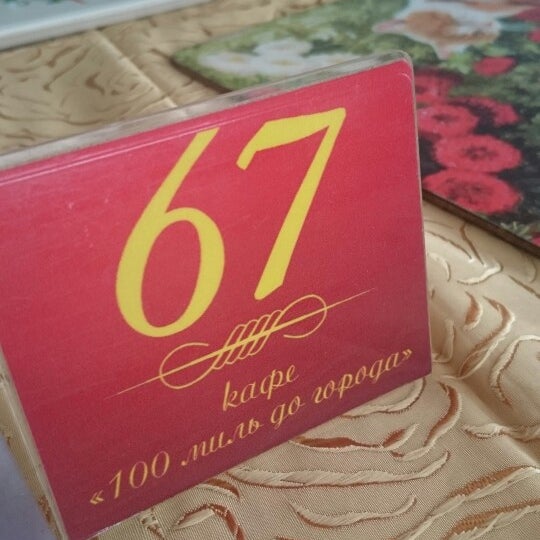 67
кафе
«100 миль до города»